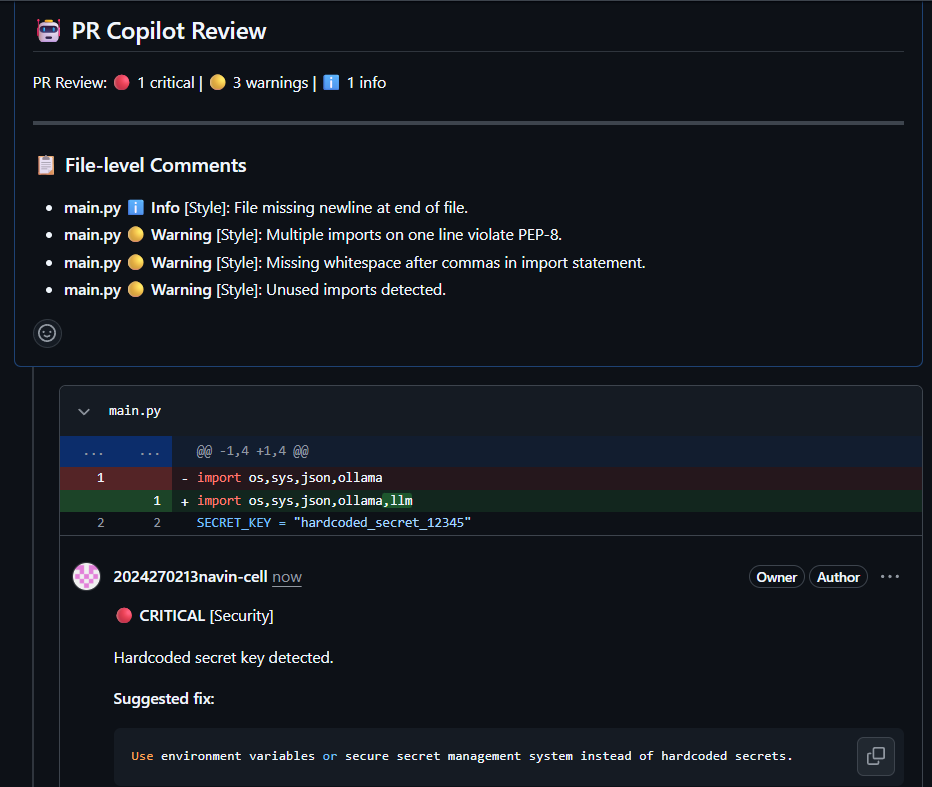 PR Copilot Review
PR Review: 🔴 1 critical | 🟡 3 warnings | ℹ️ 1 info
📋 File-level Comments
• main.py ℹ️ Info [Style]: File missing newline at end of file.
• main.py 🟡 Warning [Style]: Multiple imports on one line violate PEP-8.
• main.py 🟡 Warning [Style]: Missing whitespace after commas in import statement.
• main.py 🟡 Warning [Style]: Unused imports detected.
main.py
... ... @@ -1,4 +1,4 @@
1 - import os,sys,json,ollama
1 + import os,sys,json,ollama,llm
2 2 SECRET_KEY = "hardcoded_secret_12345"
2024270213navin-cell now Owner Author ...
🔴 CRITICAL [Security]
Hardcoded secret key detected.
Suggested fix:
Use environment variables or secure secret management system instead of hardcoded secrets.